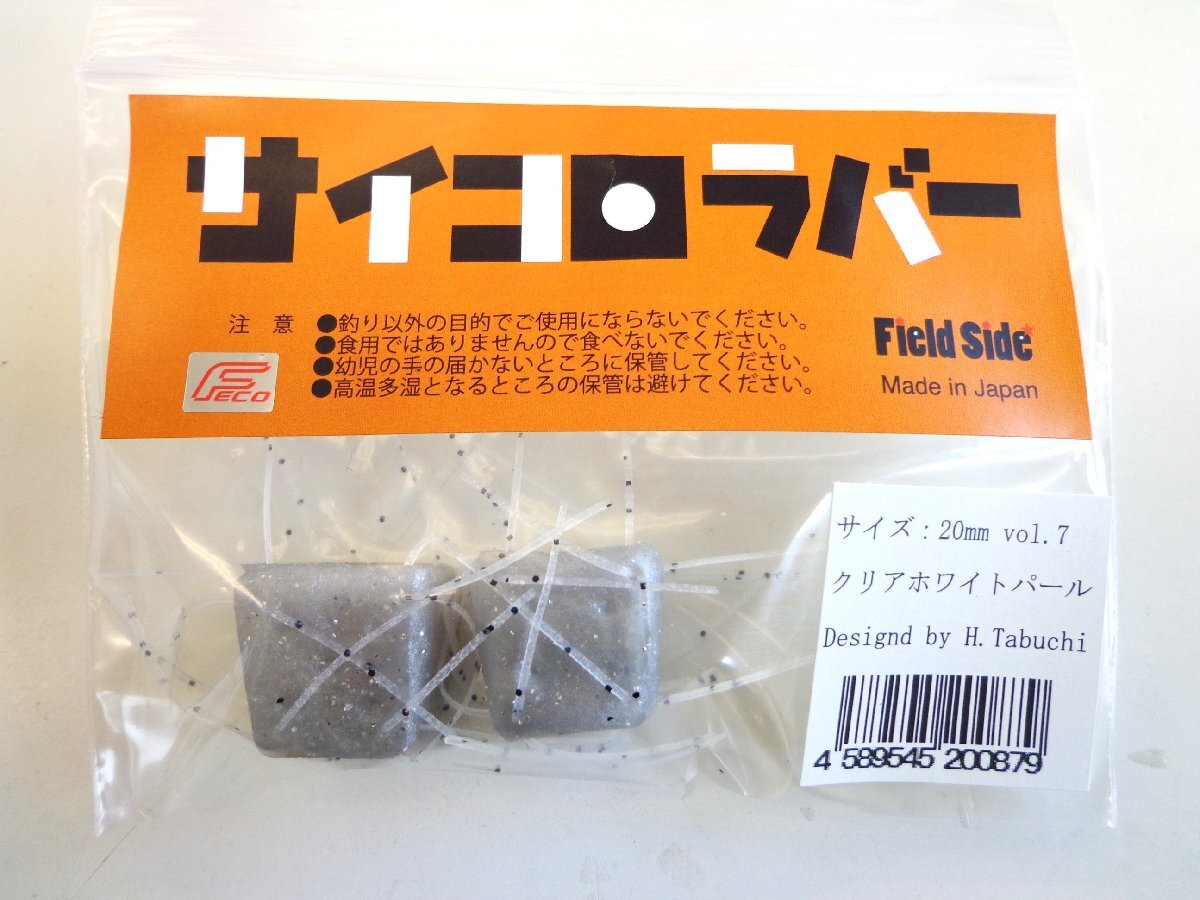 サイコロラバー
注意 ●釣り以外の目的でご使用にならないでください。
●食用ではありませんので食べないでください。
●幼児の手の届かないところに保管してください。
●高温多湿となるところの保管は避けてください。
FECO
Field Side
Made in Japan
サイズ：20mm vol.7
クリアホワイトパール
Designd by H.Tabuchi
4 589545 200879